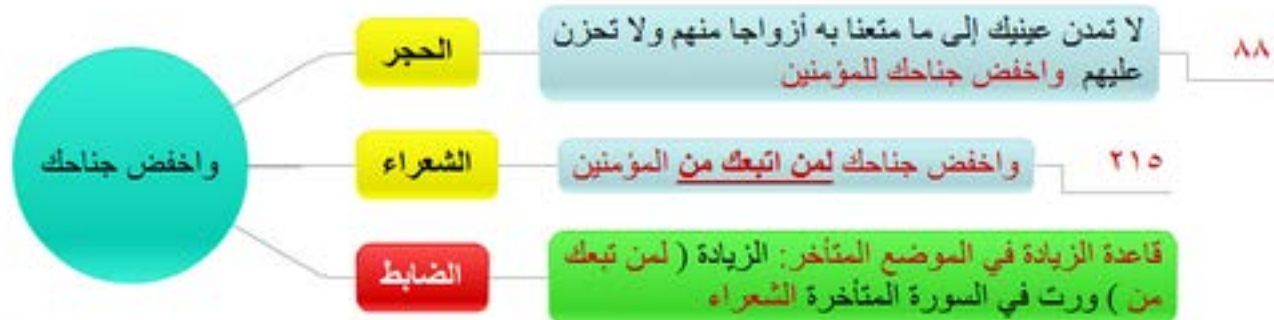 واخفض جناحك
الحجر
لا تمدن عينيك إلى ما متعنا به أزواجا منهم ولا تحزن
عليهم واخفض جناحك للمؤمنين
٨٨
الشعراء
واخفض جناحك لمن اتبعك من المؤمنين
٢١٥
الضابط
قاعدة الزيادة في الموضع المتأخر: الزيادة ( لمن تبعك
من ) ورت في السورة المتأخرة الشعراء